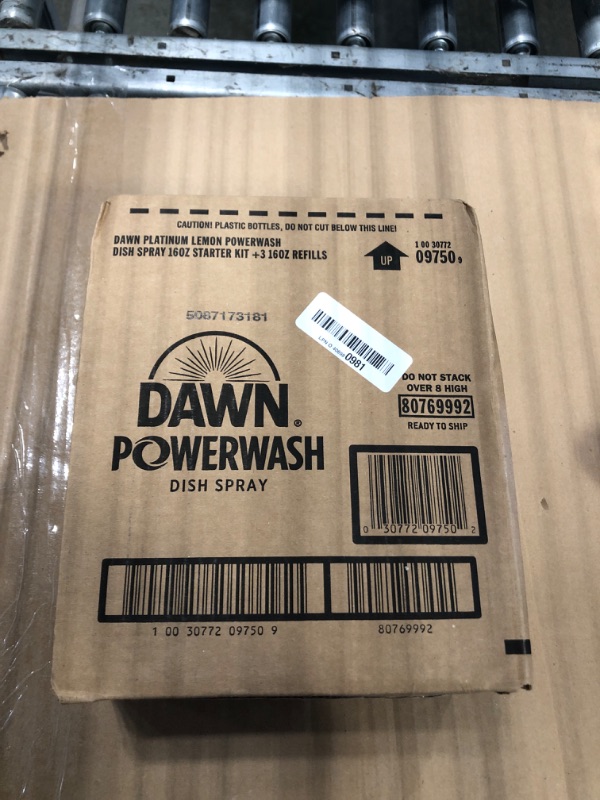 CAUTION! PLASTIC BOTTLES, DO NOT CUT BELOW THIS LINE!
DAWN PLATINUM LEMON POWERWASH
DISH SPRAY 16OZ STARTER KIT +3 16OZ REFILLS
UP
1 00 30772
09750 9
5087173181
0981
DAWN®
POWERWASH
DISH SPRAY
DO NOT STACK
OVER 8 HIGH
80769992
READY TO SHIP
0 30772 09750 2
1 00 30772 09750 9
80769992